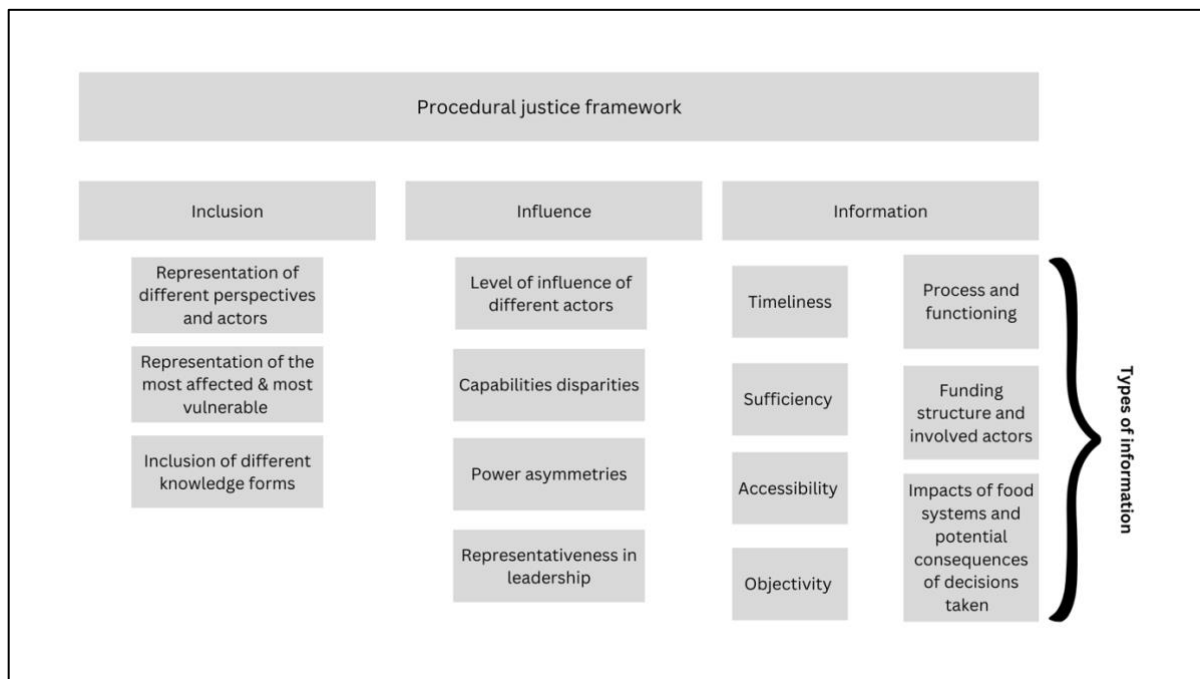 Procedural justice framework
Inclusion
Representation of
different perspectives
and actors
Representation of the
most affected & most
vulnerable
Inclusion of different
knowledge forms
Influence
Level of influence of
different actors
Capabilities disparities
Power asymmetries
Representativeness in
leadership
Information
Timeliness
Sufficiency
Accessibility
Objectivity
Process and
functioning
Funding
structure and
involved actors
Impacts of food
systems and
potential
consequences
of decisions
taken
Types of information